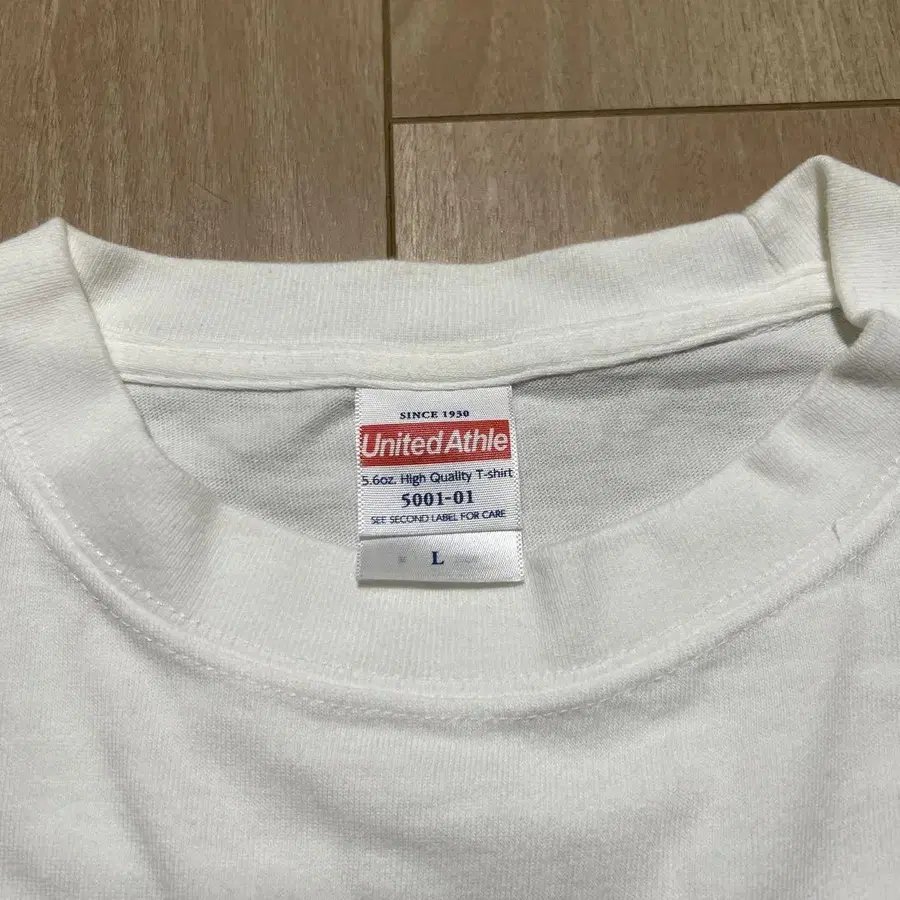 SINCE 1930
United Athle
5.6oz. High Quality T-shirt
5001-01
SEE SECOND LABEL FOR CARE
L